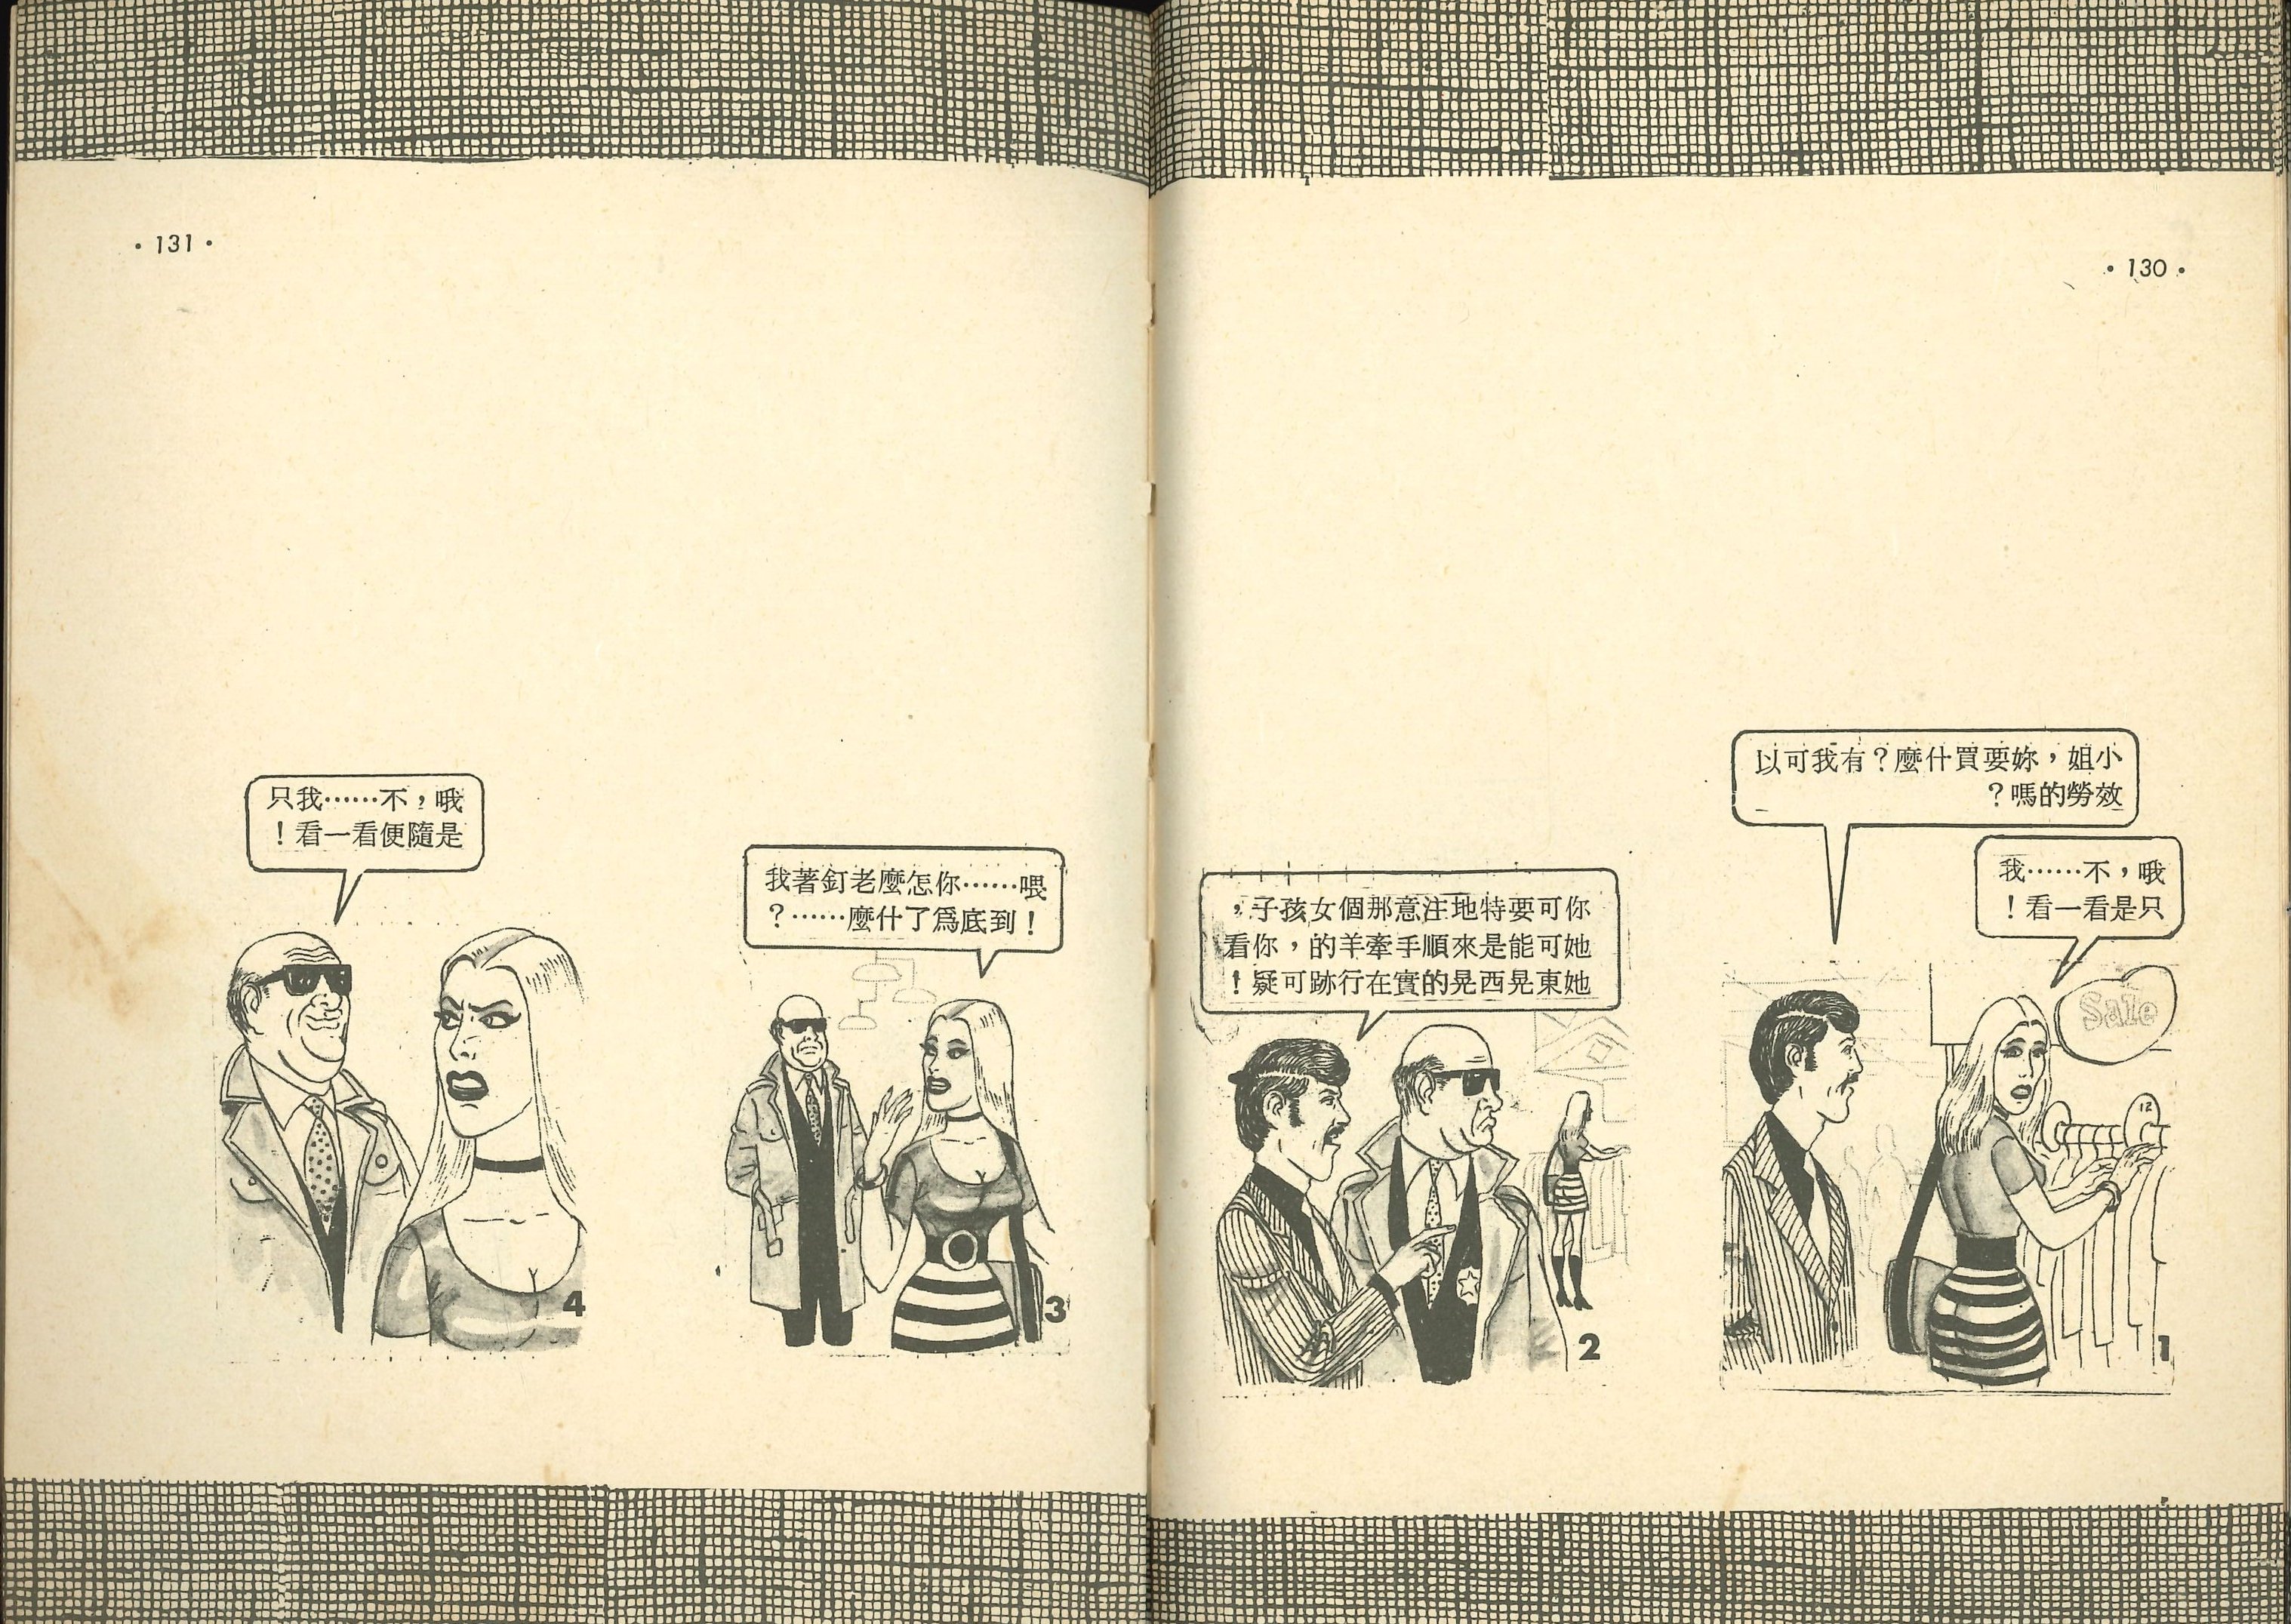 • 130 •
小姐，妳要買什麼？有我可以
效勞的嗎？
哦，不……我
只是看一看！
Sale
12
1
你可要特地注意那個女孩子，
她可能是來順手牽羊的，你看
她東晃西晃的實在行跡可疑！
2
• 131 •
喂……你怎麼老釘著我
！到底爲了什麼……？
3
哦，不……我只
是隨便看一看！
4